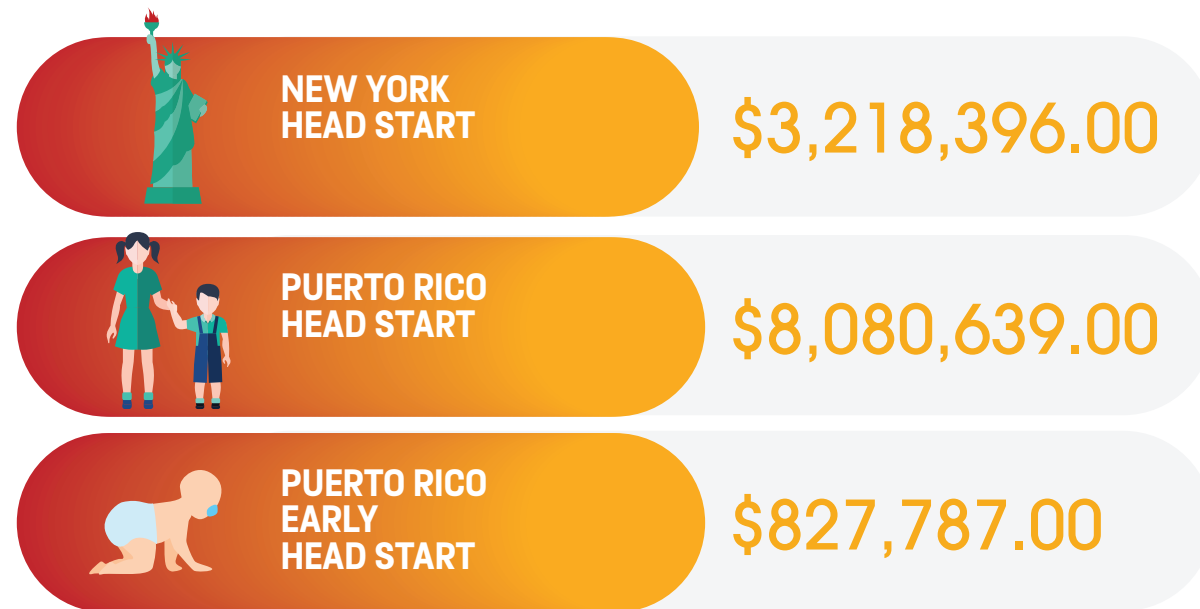 NEW YORK
HEAD START
$3,218,396.00
PUERTO RICO
HEAD START
$8,080,639.00
PUERTO RICO
EARLY
HEAD START
$827,787.00